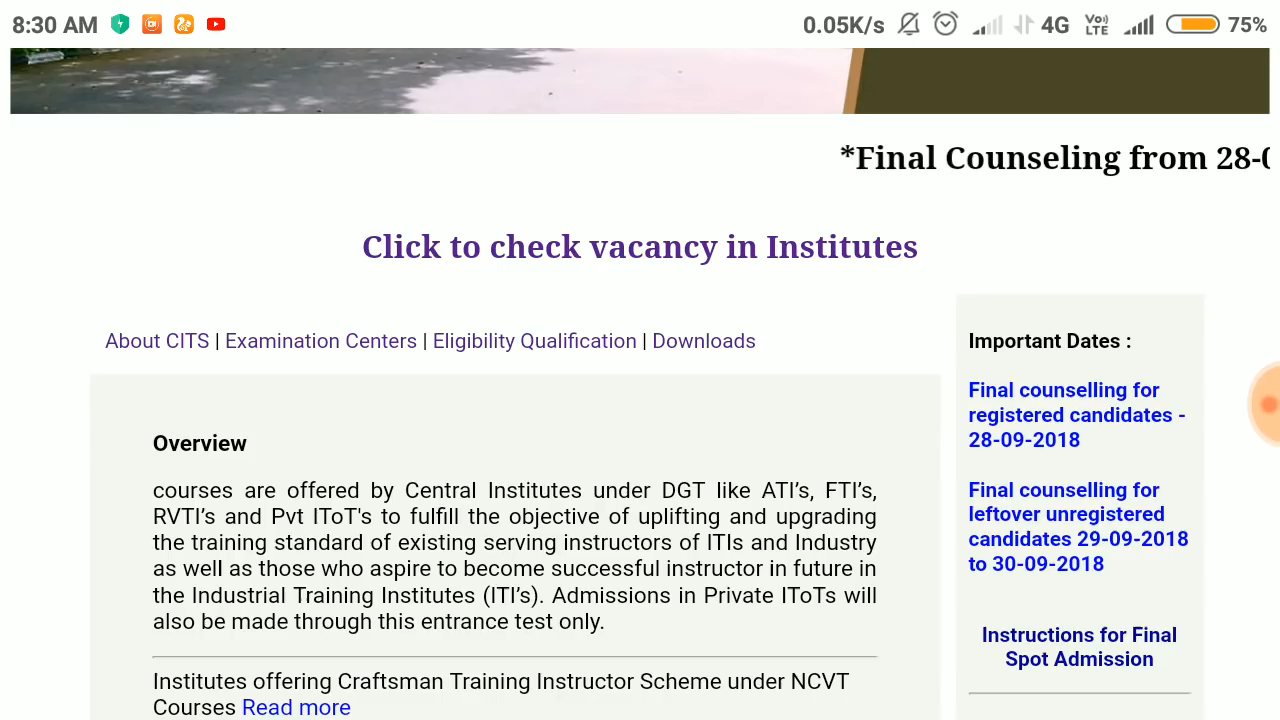 8:30 AM 0.05K/s 4G Vo) LTE 75%
*Final Counseling from 28-
Click to check vacancy in Institutes
About CITS | Examination Centers | Eligibility Qualification | Downloads
Overview
courses are offered by Central Institutes under DGT like ATI’s, FTI’s,
RVTI’s and Pvt IToT's to fulfill the objective of uplifting and upgrading
the training standard of existing serving instructors of ITIs and Industry
as well as those who aspire to become successful instructor in future in
the Industrial Training Institutes (ITI’s). Admissions in Private IToTs will
also be made through this entrance test only.
Institutes offering Craftsman Training Instructor Scheme under NCVT
Courses Read more
Important Dates :
Final counselling for
registered candidates -
28-09-2018
Final counselling for
leftover unregistered
candidates 29-09-2018
to 30-09-2018
Instructions for Final
Spot Admission